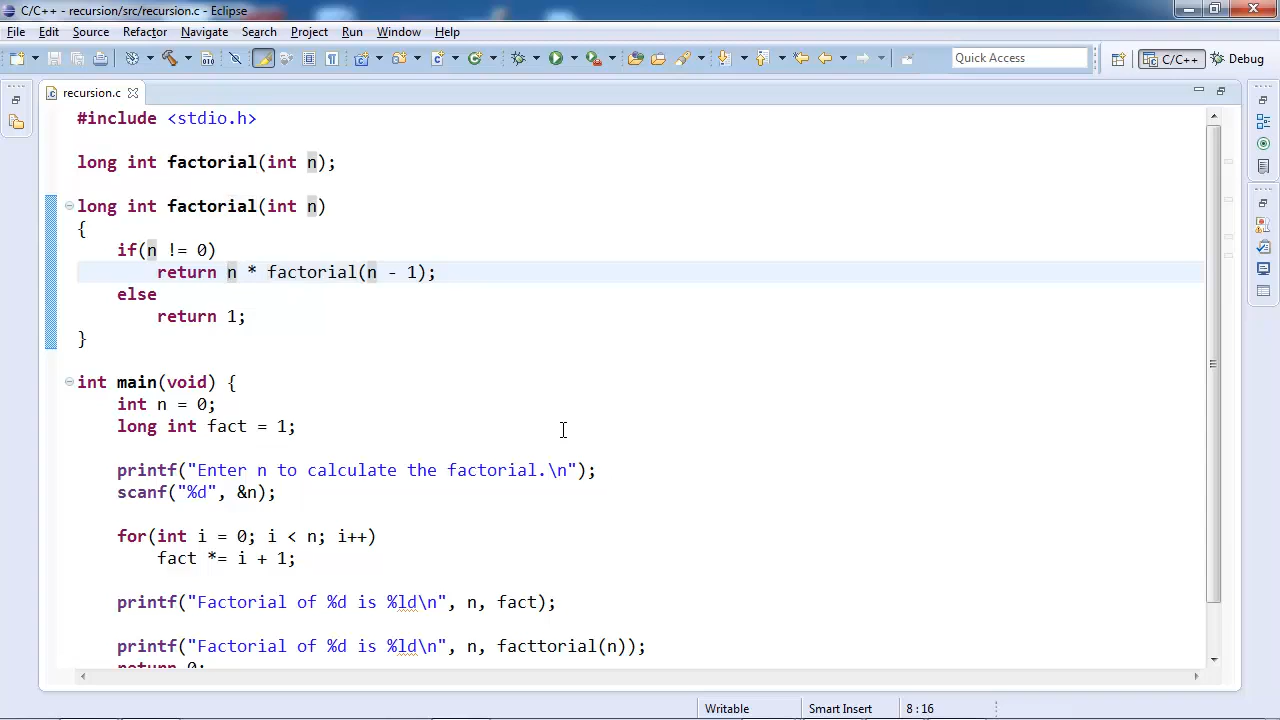 C/C++ - recursion/src/recursion.c - Eclipse
File Edit Source Refactor Navigate Search Project Run Window Help
Quick Access
C/C++
Debug
recursion.c
#include <stdio.h>
long int factorial(int n);
long int factorial(int n)
{
if(n != 0)
return n * factorial(n - 1);
else
return 1;
}
int main(void) {
int n = 0;
long int fact = 1;
printf("Enter n to calculate the factorial.\n");
scanf("%d", &n);
for(int i = 0; i < n; i++)
fact *= i + 1;
printf("Factorial of %d is %ld\n", n, fact);
printf("Factorial of %d is %ld\n", n, facttorial(n));
return 0;
Writable
Smart Insert
8 : 16